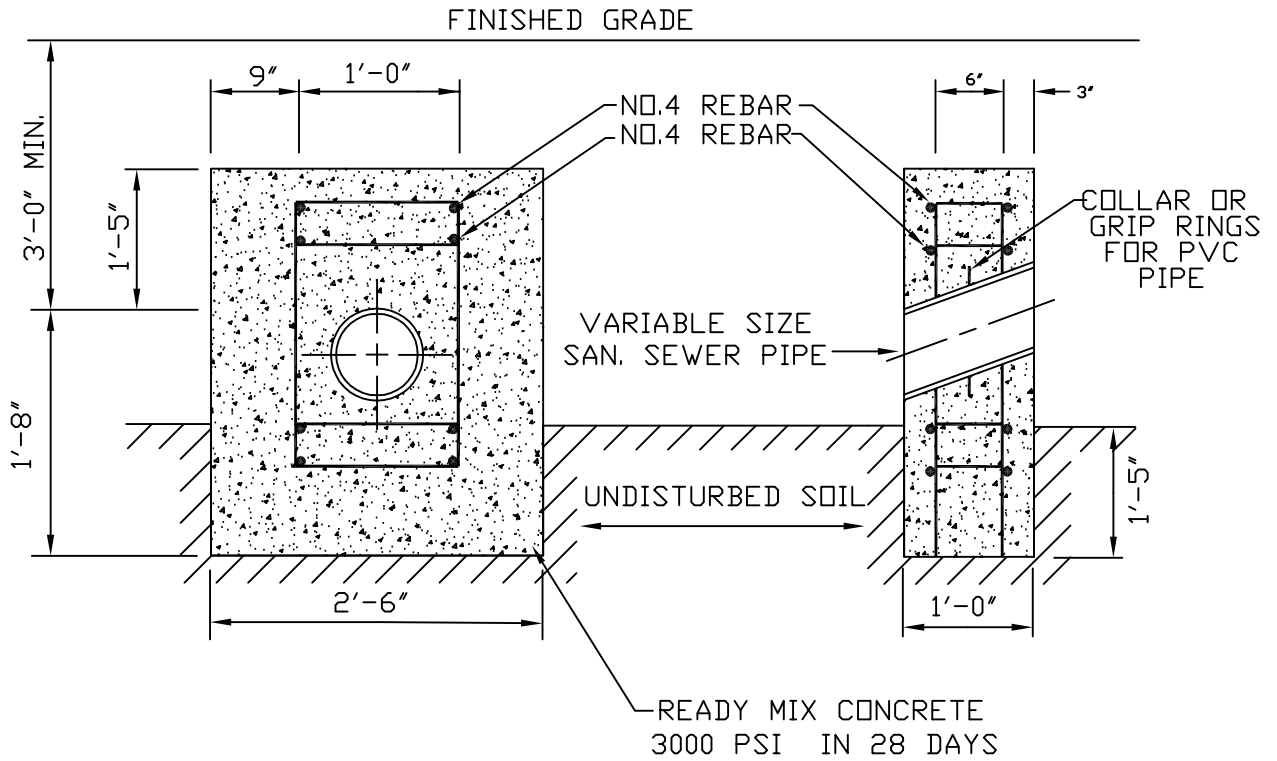 FINISHED GRADE
9"
1'-0"
6"
3"
NO.4 REBAR
NO.4 REBAR
3'-0" MIN.
1'-5"
COLLAR OR
GRIP RINGS
FOR PVC
PIPE
VARIABLE SIZE
SAN. SEWER PIPE
1'-8"
UNDISTURBED SOIL
1'-5"
2'-6"
1'-0"
READY MIX CONCRETE
3000 PSI IN 28 DAYS